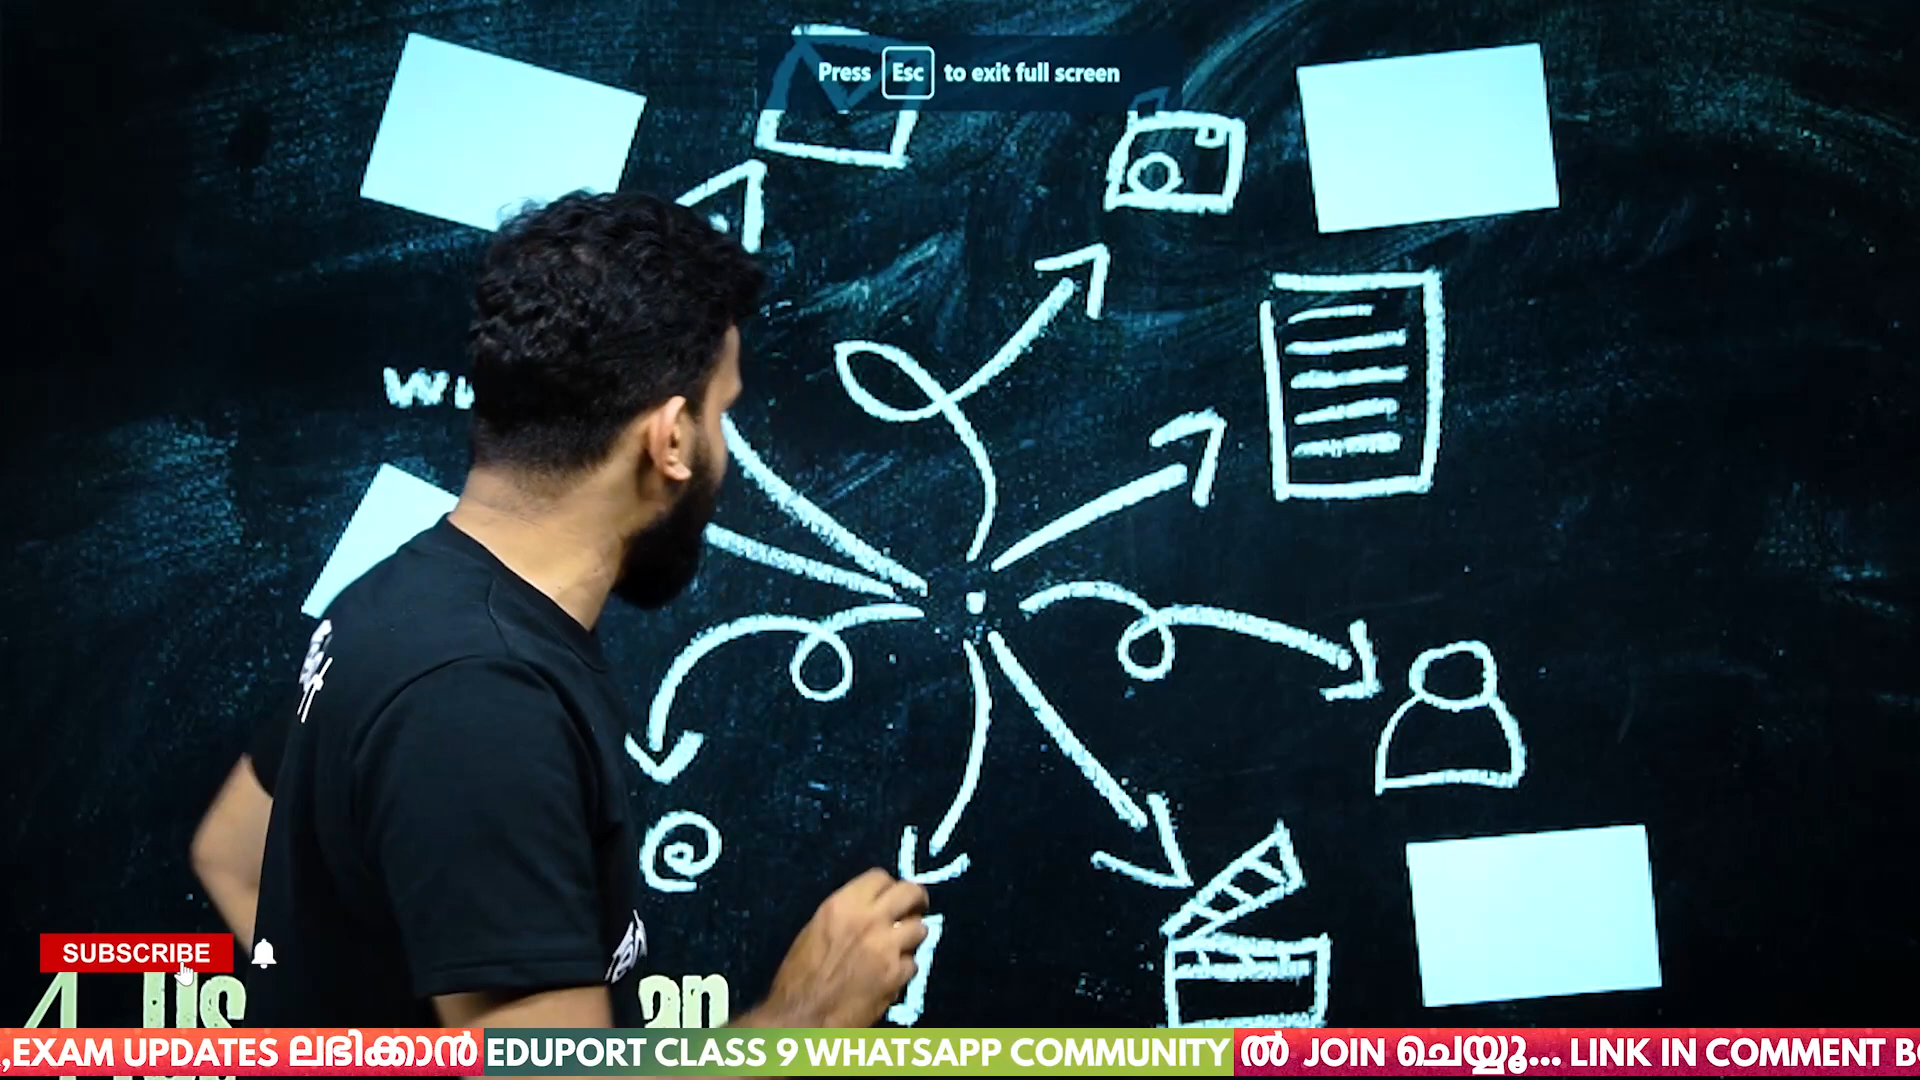 Press Esc to exit full screen
@
SUBSCRIBE
,EXAM UPDATES ലഭിക്കാൻ EDUPORT CLASS 9 WHATSAPP COMMUNITY ൽ JOIN ചെയ്യൂ... LINK IN COMMENT